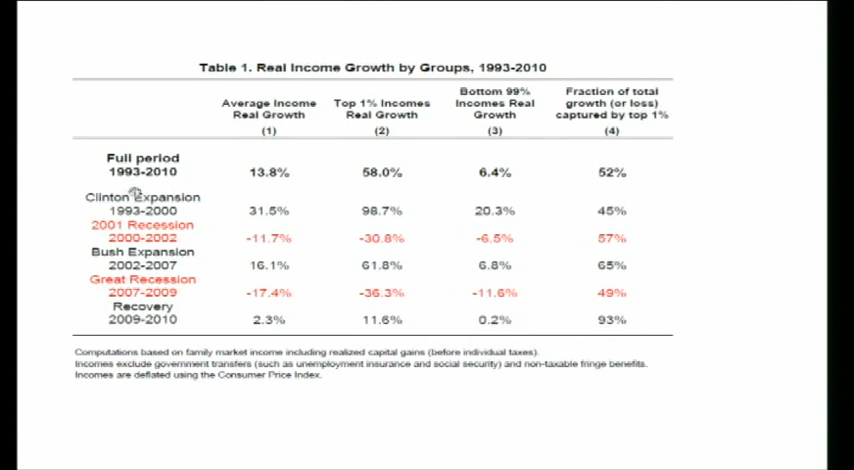 Table 1. Real Income Growth by Groups, 1993-2010
Average Income Real Growth (1) Top 1% Incomes Real Growth (2) Bottom 99% Incomes Real Growth (3) Fraction of total growth (or loss) captured by top 1% (4)
Full period
1993-2010 13.8% 58.0% 6.4% 52%
Clinton Expansion
1993-2000 31.5% 98.7% 20.3% 45%
2001 Recession
2000-2002 -11.7% -30.8% -6.5% 57%
Bush Expansion
2002-2007 16.1% 61.8% 6.8% 65%
Great Recession
2007-2009 -17.4% -36.3% -11.6% 49%
Recovery
2009-2010 2.3% 11.6% 0.2% 93%
Computations based on family market income including realized capital gains (before individual taxes).
Incomes exclude government transfers (such as unemployment insurance and social security) and non-taxable fringe benefits.
Incomes are deflated using the Consumer Price Index.